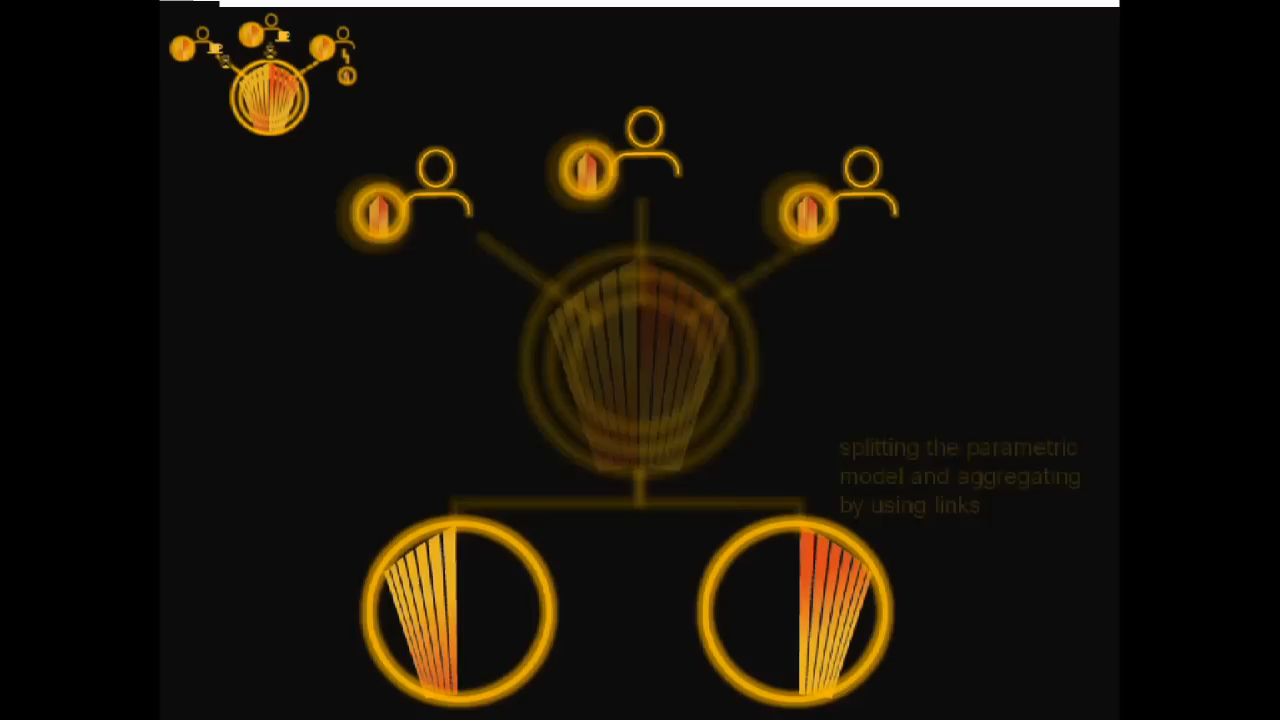 splitting the parametric
model and aggregating
by using links